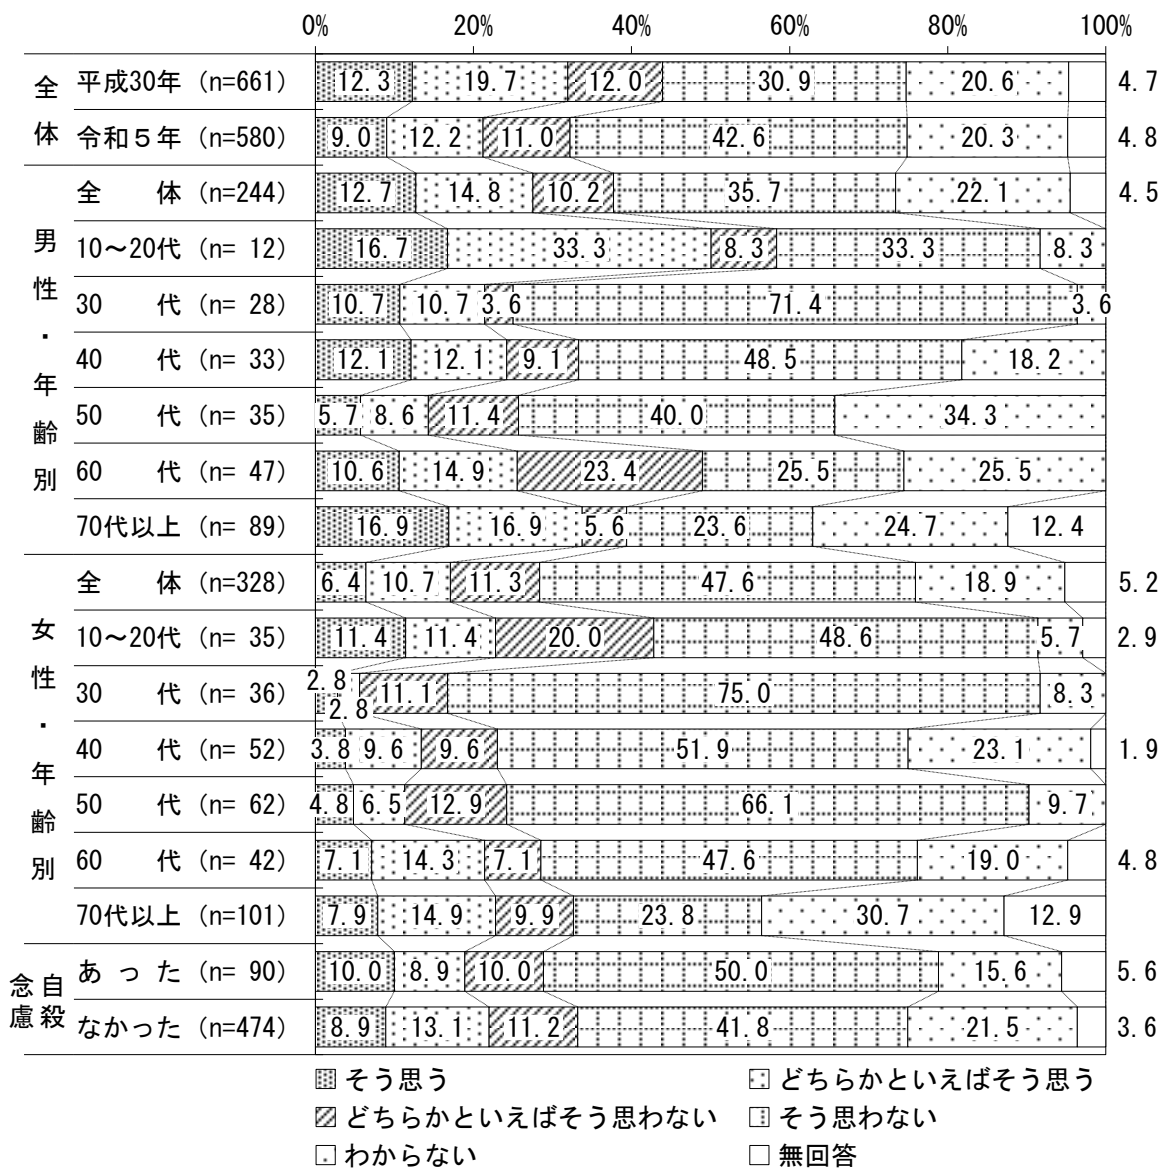 0% 20% 40% 60% 80% 100%
全体
平成30年 (n=661) 12.3 19.7 12.0 30.9 20.6 4.7
令和５年 (n=580) 9.0 12.2 11.0 42.6 20.3 4.8
男性・年齢別
全　体 (n=244) 12.7 14.8 10.2 35.7 22.1 4.5
10～20代 (n= 12) 16.7 33.3 8.3 33.3 8.3
30　代 (n= 28) 10.7 10.7 3.6 71.4 3.6
40　代 (n= 33) 12.1 12.1 9.1 48.5 18.2
50　代 (n= 35) 5.7 8.6 11.4 40.0 34.3
60　代 (n= 47) 10.6 14.9 23.4 25.5 25.5
70代以上 (n= 89) 16.9 16.9 5.6 23.6 24.7 12.4
女性・年齢別
全　体 (n=328) 6.4 10.7 11.3 47.6 18.9 5.2
10～20代 (n= 35) 11.4 11.4 20.0 48.6 5.7 2.9
30　代 (n= 36) 2.8 2.8 11.1 75.0 8.3
40　代 (n= 52) 3.8 9.6 9.6 51.9 23.1 1.9
50　代 (n= 62) 4.8 6.5 12.9 66.1 9.7
60　代 (n= 42) 7.1 14.3 7.1 47.6 19.0 4.8
70代以上 (n=101) 7.9 14.9 9.9 23.8 30.7 12.9
自殺念慮
あった (n= 90) 10.0 8.9 10.0 50.0 15.6 5.6
なかった (n=474) 8.9 13.1 11.2 41.8 21.5 3.6
そう思う どちらかといえばそう思う
どちらかといえばそう思わない そう思わない
わからない 無回答